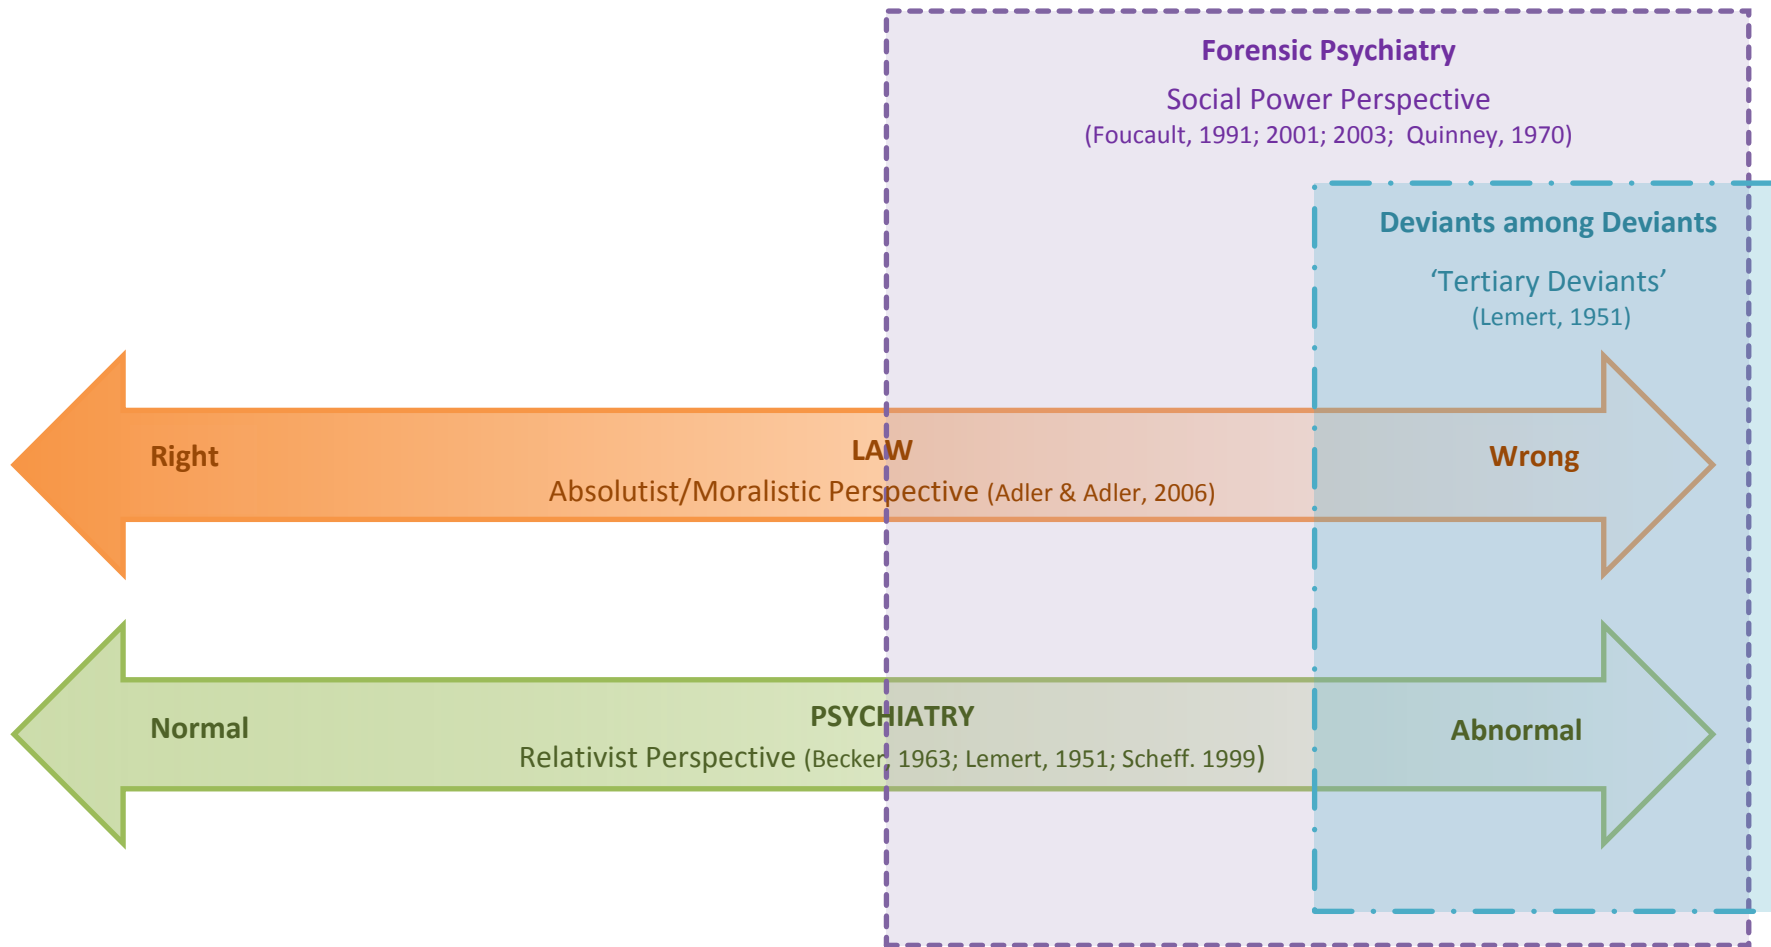 Forensic Psychiatry
Social Power Perspective
(Foucault, 1991; 2001; 2003;  Quinney, 1970)
Deviants among Deviants
‘Tertiary Deviants’
(Lemert, 1951)
Right
LAW
Wrong
Absolutist/Moralistic Perspective (Adler & Adler, 2006)
Normal
PSYCHIATRY
Abnormal
Relativist Perspective (Becker, 1963; Lemert, 1951; Scheff. 1999)